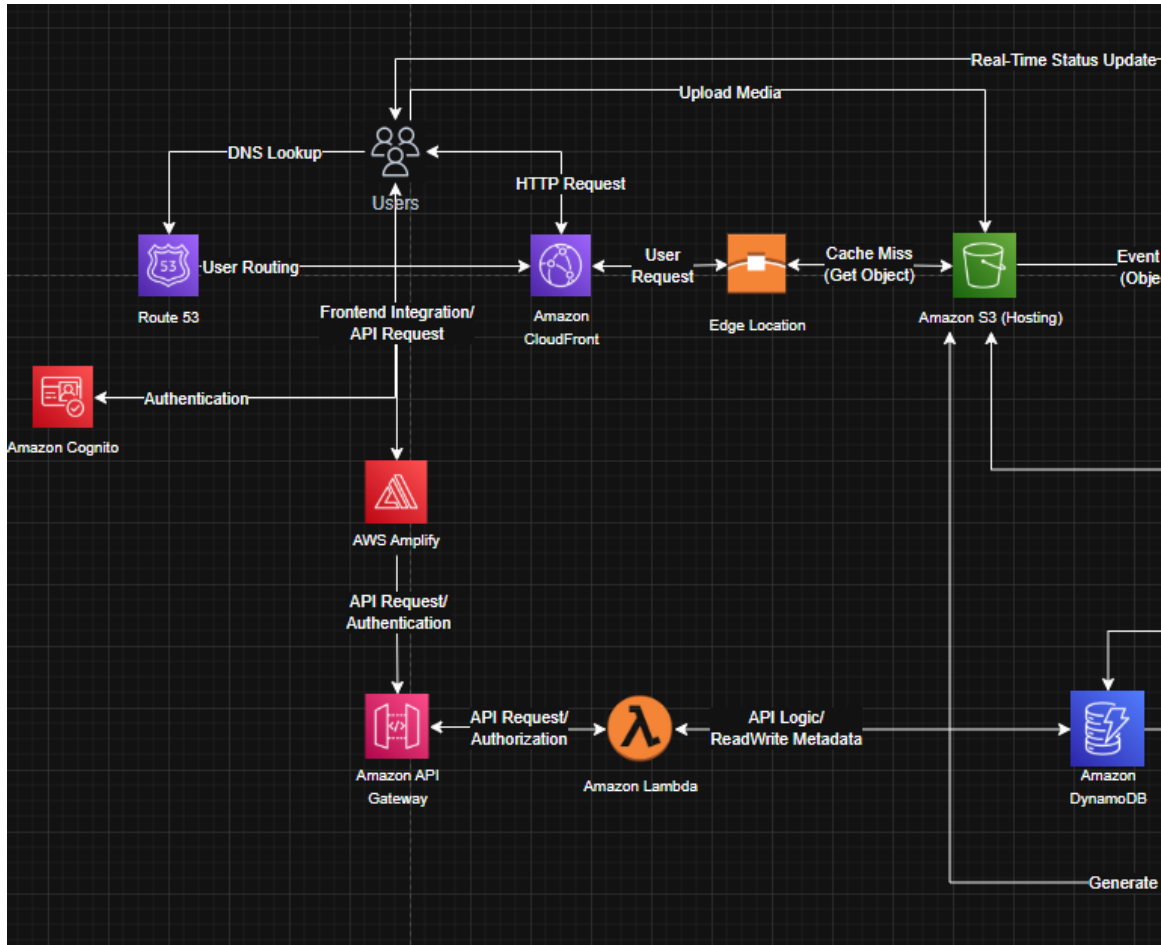 Real-Time Status Update
Upload Media
DNS Lookup
HTTP Request
Users
53
User Routing
User
Request
Cache Miss
(Get Object)
Event
(Obje
Route 53
Amazon
CloudFront
Edge Location
Amazon S3 (Hosting)
Frontend Integration/
API Request
Authentication
Amazon Cognito
AWS Amplify
API Request/
Authentication
API Request/
Authorization
API Logic/
ReadWrite Metadata
</>
Amazon API
Gateway
Amazon Lambda
Amazon
DynamoDB
Generate